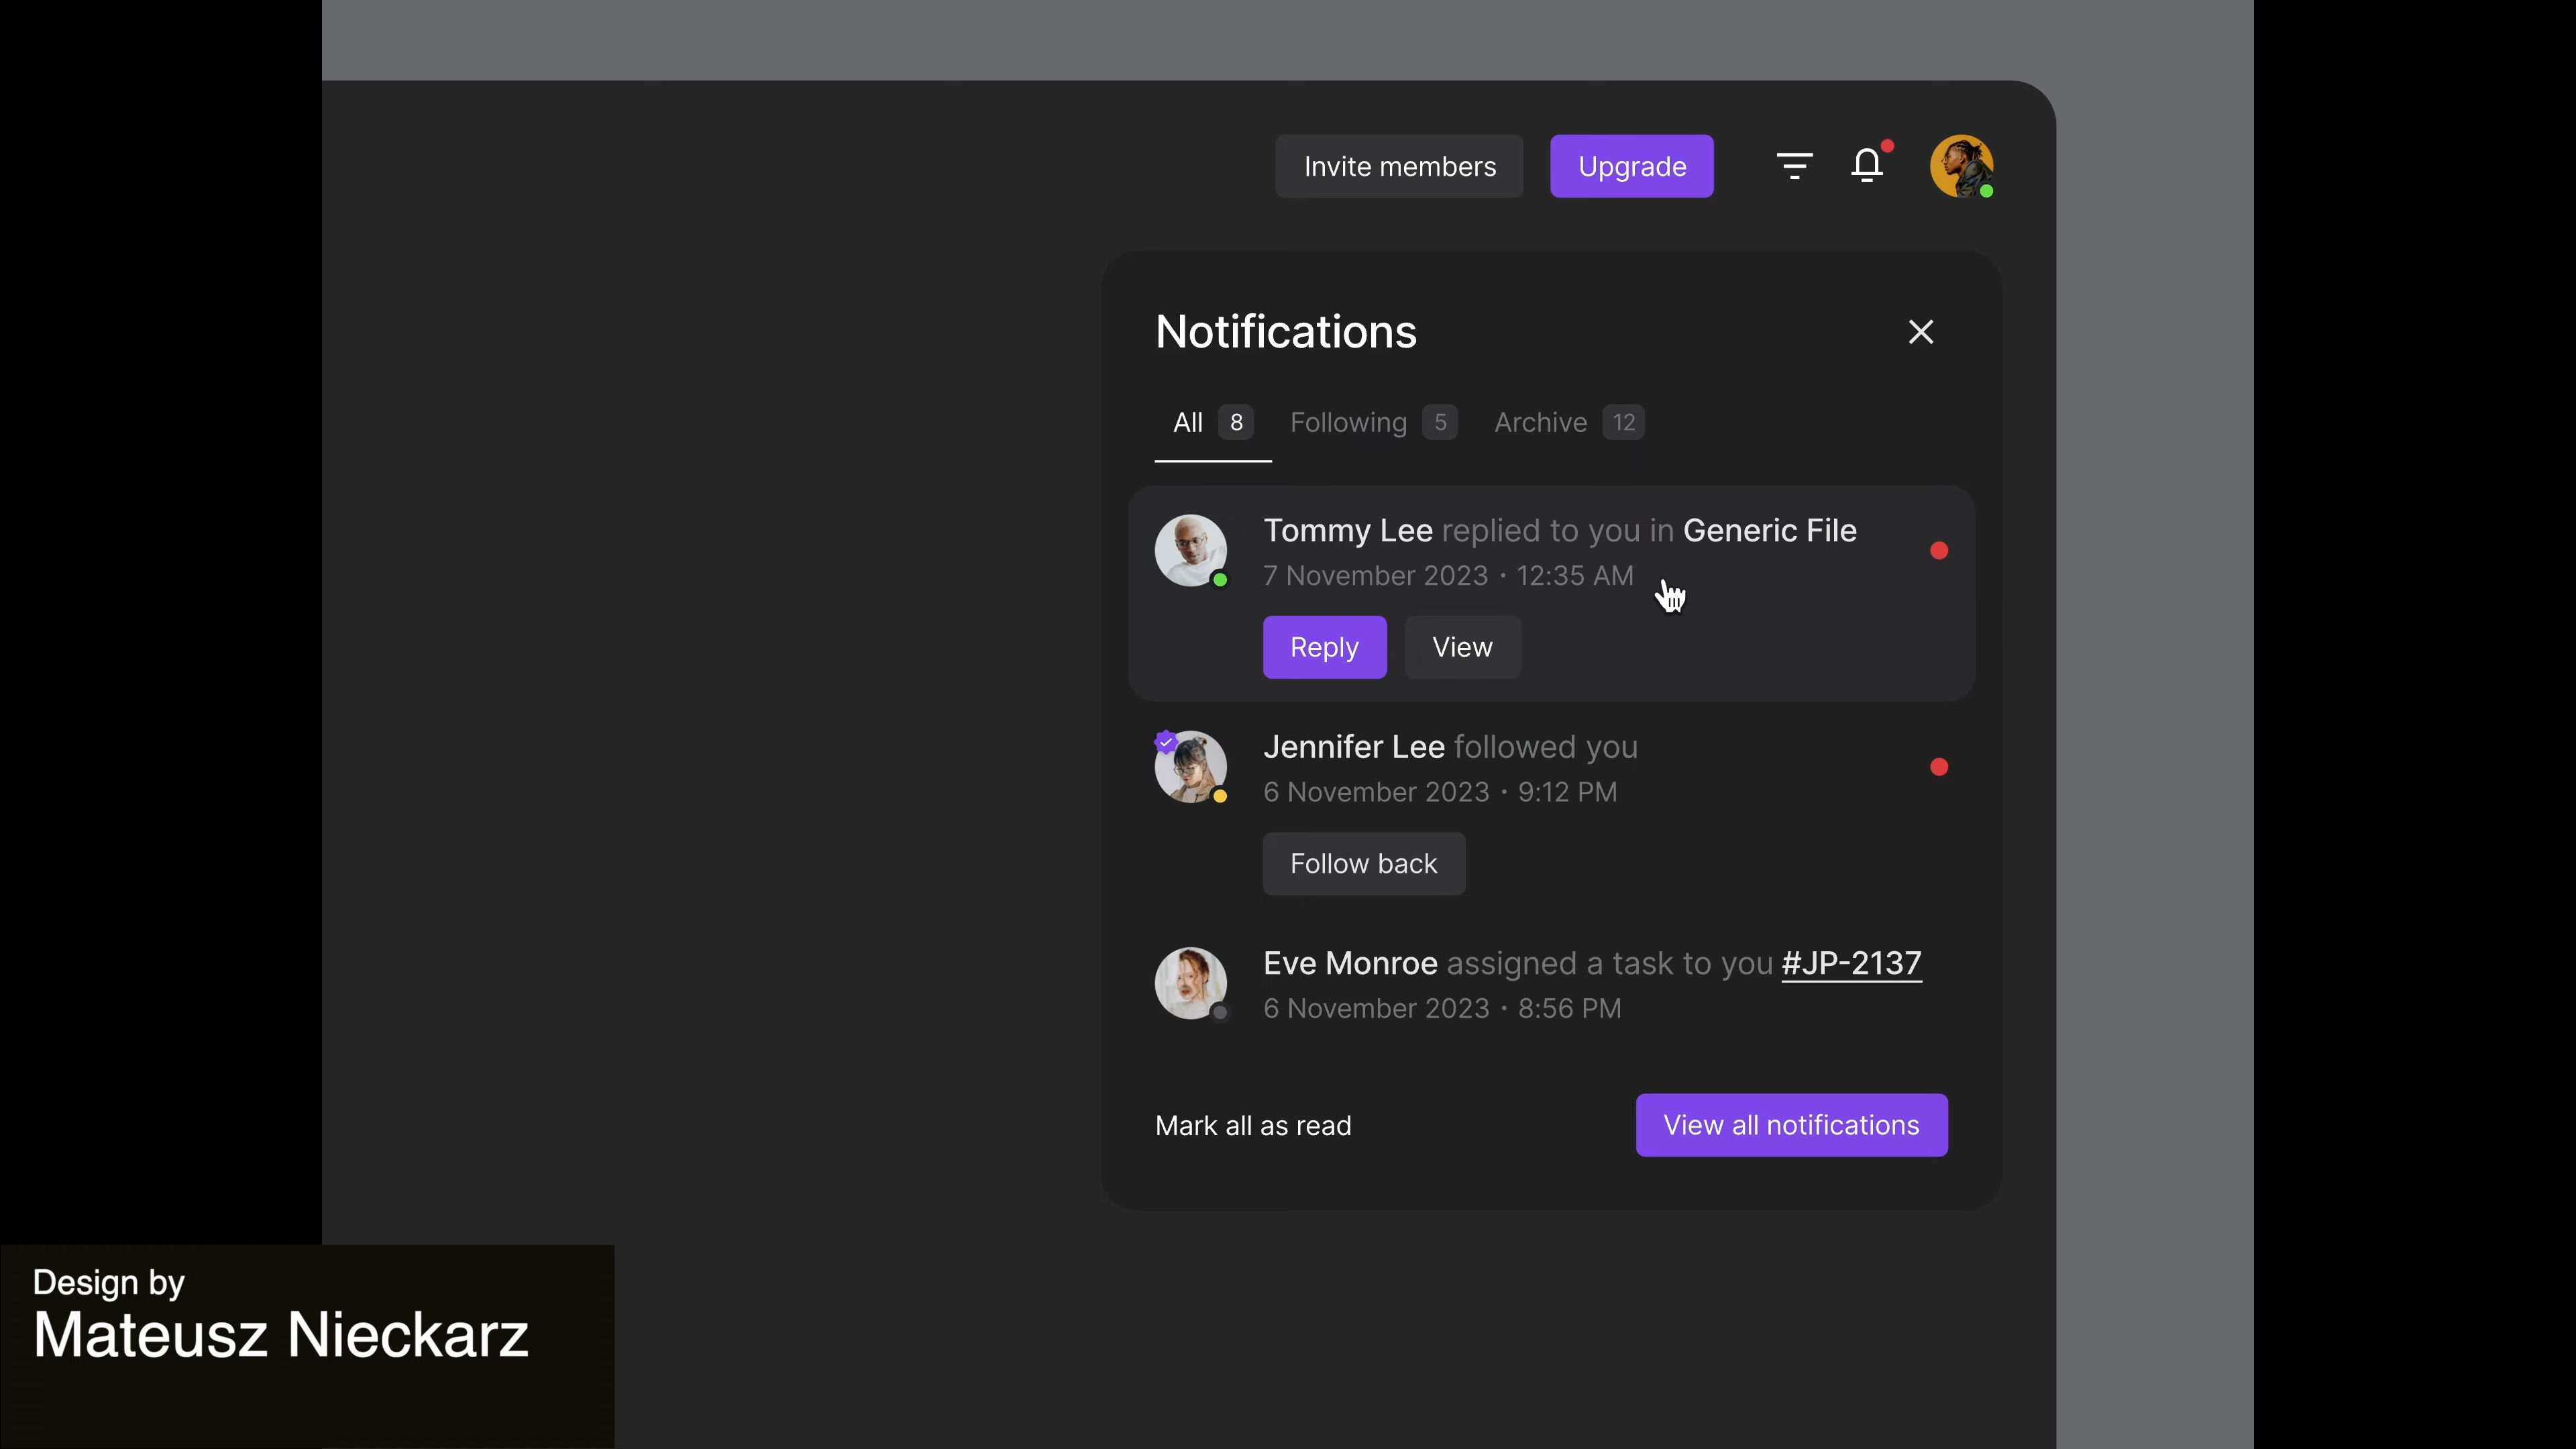 Invite members
Upgrade
Notifications
All 8
Following 5
Archive 12
Tommy Lee replied to you in Generic File
7 November 2023 • 12:35 AM
Reply
View
Jennifer Lee followed you
6 November 2023 • 9:12 PM
Follow back
Eve Monroe assigned a task to you #JP-2137
6 November 2023 • 8:56 PM
Mark all as read
View all notifications
Design by
Mateusz Nieckarz